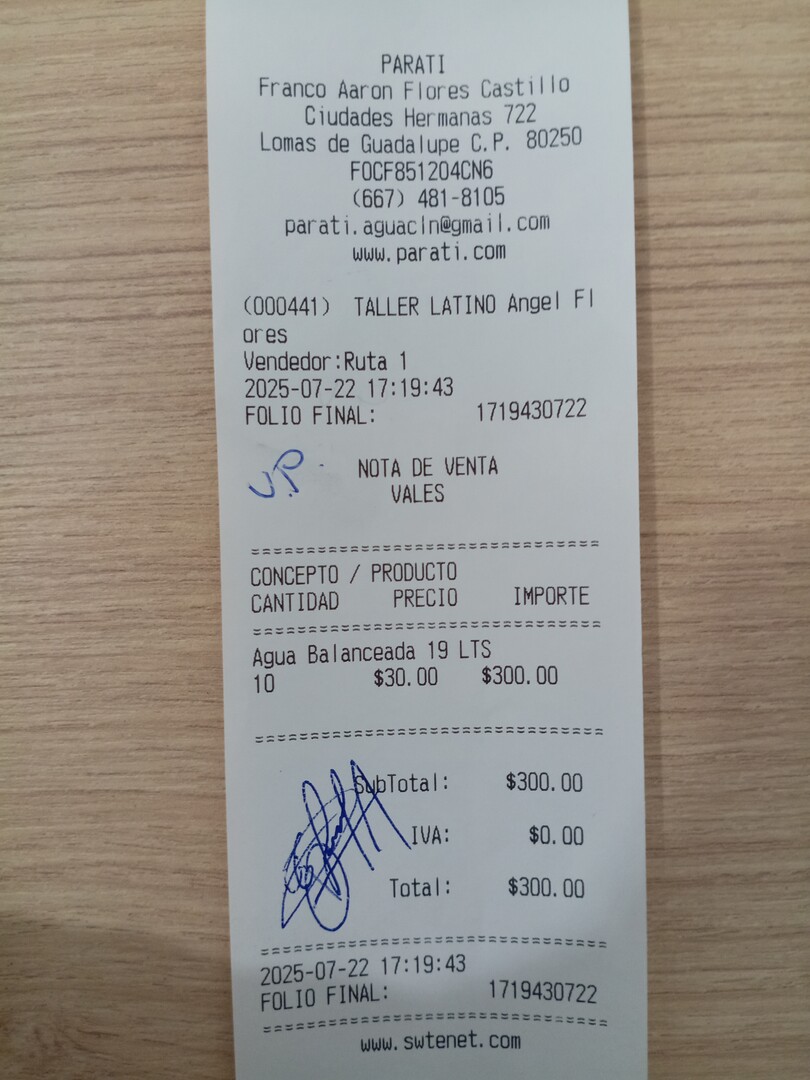 PARATI
Franco Aaron Flores Castillo
Ciudades Hermanas 722
Lomas de Guadalupe C.P. 80250
FOCF851204CN6
(667) 481-8105
parati.aguacln@gmail.com
www.parati.com
(000441) TALLER LATINO Angel Fl
ores
Vendedor:Ruta 1
2025-07-22 17:19:43
FOLIO FINAL: 1719430722
NOTA DE VENTA
VALES
==============================
CONCEPTO / PRODUCTO
CANTIDAD PRECIO IMPORTE
==============================
Agua Balanceada 19 LTS
10 $30.00 $300.00
==============================
SubTotal: $300.00
IVA: $0.00
Total: $300.00
==============================
2025-07-22 17:19:43
FOLIO FINAL: 1719430722
==============================
www.swtenet.com